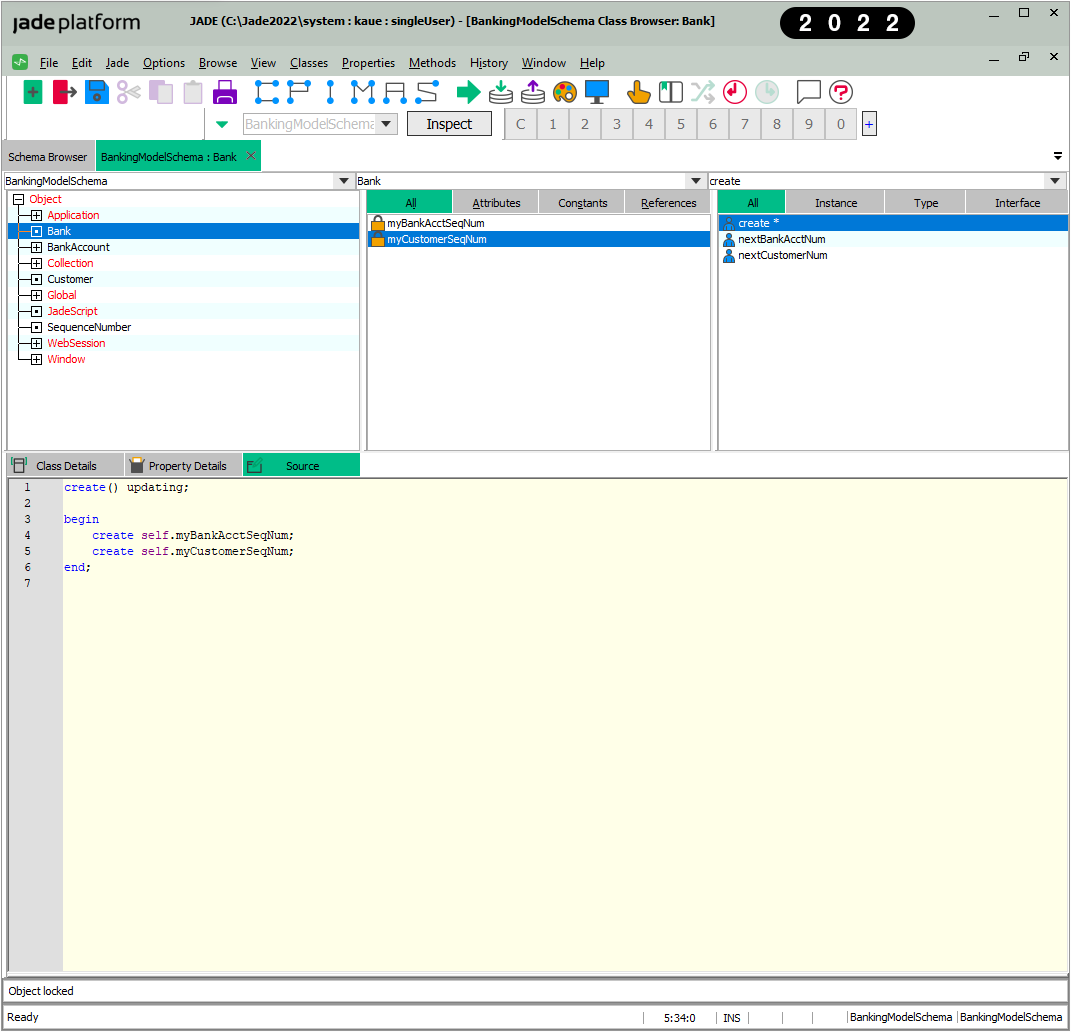 jade platform
JADE (C:\Jade2022\system : kaue : singleUser) - [BankingModelSchema Class Browser: Bank]
2 0 2 2
File Edit Jade Options Browse View Classes Properties Methods History Window Help
BankingModelSchema Inspect C 1 2 3 4 5 6 7 8 9 0 +
Schema Browser BankingModelSchema : Bank
BankingModelSchema Bank create
Object
Application
Bank
BankAccount
Collection
Customer
Global
JadeScript
SequenceNumber
WebSession
Window
All Attributes Constants References
myBankAcctSeqNum
myCustomerSeqNum
All Instance Type Interface
create *
nextBankAcctNum
nextCustomerNum
Class Details Property Details Source
1 create() updating;
2
3 begin
4 create self.myBankAcctSeqNum;
5 create self.myCustomerSeqNum;
6 end;
7
Object locked
Ready 5:34:0 INS BankingModelSchema BankingModelSchema